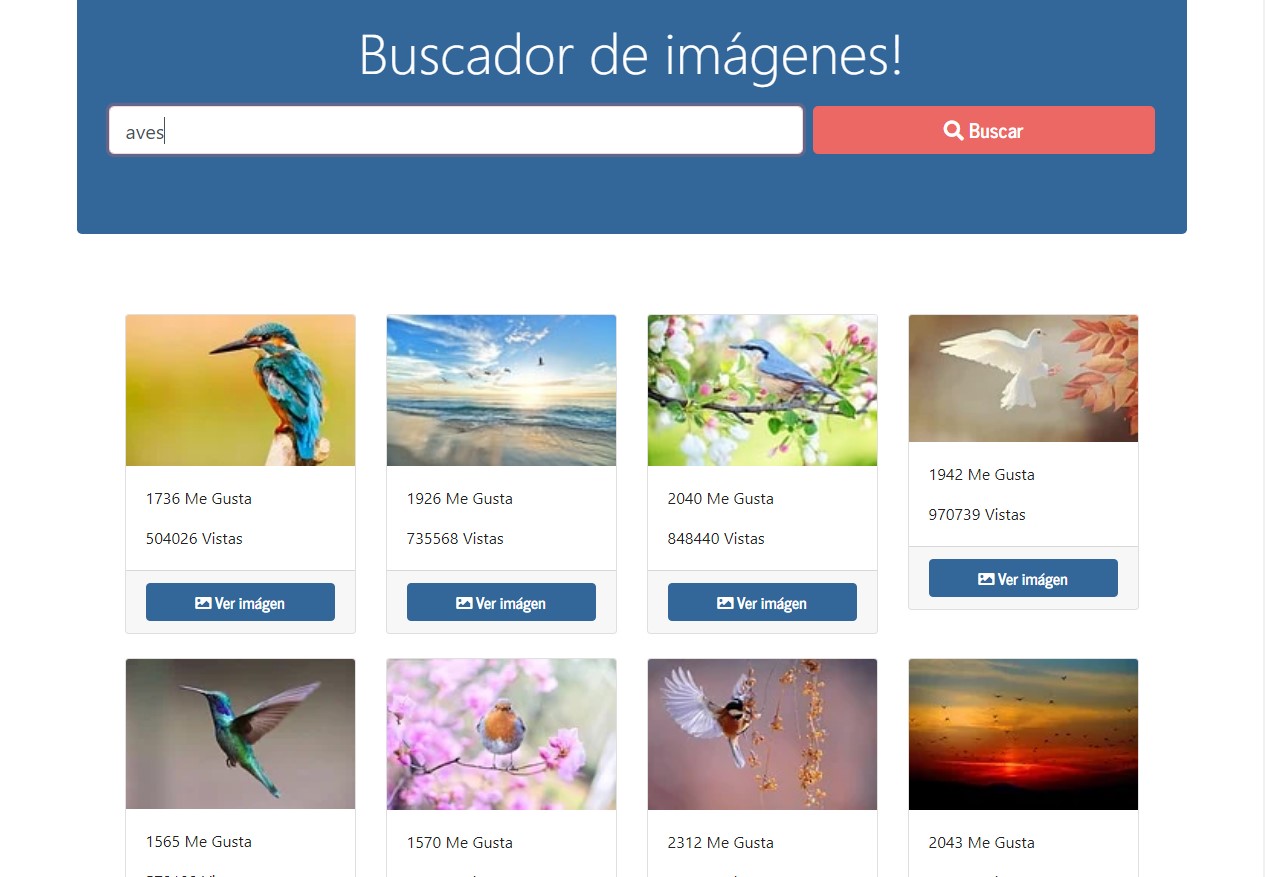 Buscador de imágenes!
aves
Buscar
1736 Me Gusta
504026 Vistas
Ver imágen
1926 Me Gusta
735568 Vistas
Ver imágen
2040 Me Gusta
848440 Vistas
Ver imágen
1942 Me Gusta
970739 Vistas
Ver imágen
1565 Me Gusta
1570 Me Gusta
2312 Me Gusta
2043 Me Gusta